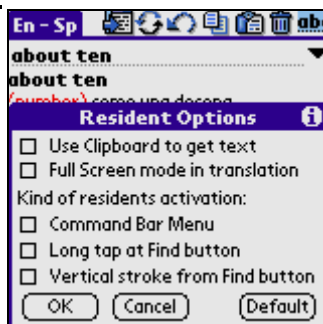 En - Sp
ab
about ten
about ten
(number) como una decena
Resident Options
Use Clipboard to get text
Full Screen mode in translation
Kind of residents activation:
Command Bar Menu
Long tap at Find button
Vertical stroke from Find button
OK Cancel Default